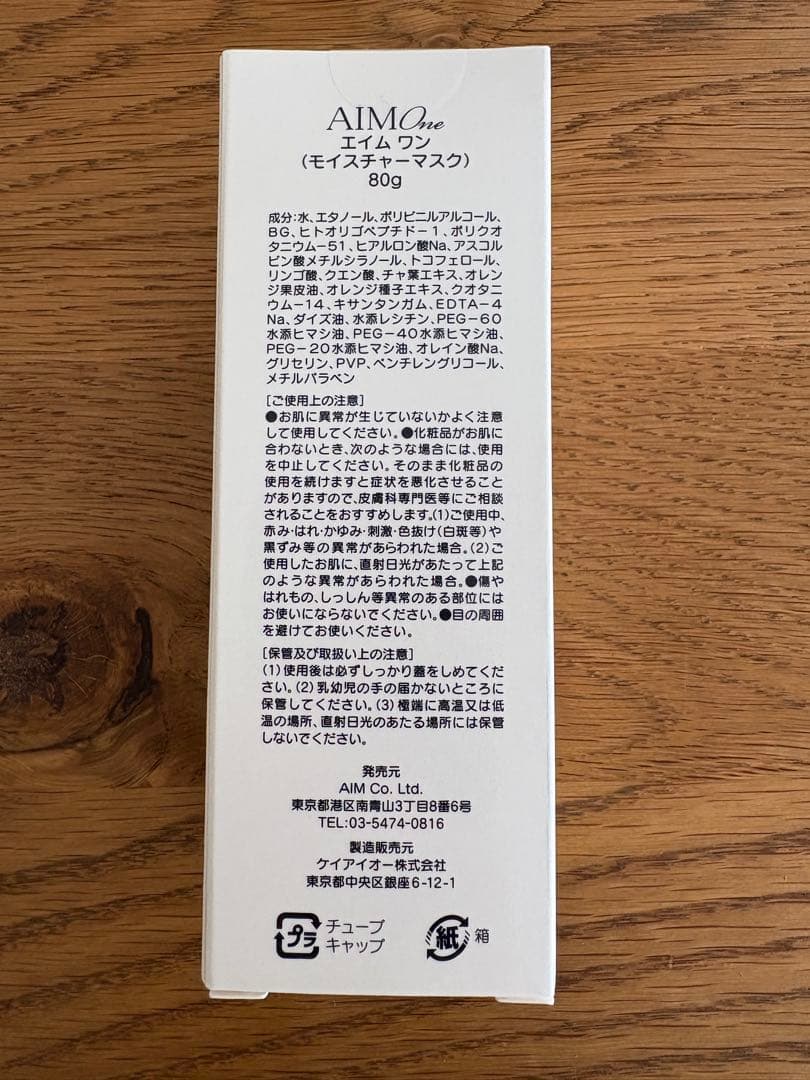 AIM One
エイム ワン
(モイスチャーマスク)
80g
成分:水、エタノール、ポリビニルアルコール、
BG、ヒトオリゴペプチド-1、ポリクオ
タニウム-51、ヒアルロン酸Na、アスコル
ビン酸メチルシラノール、トコフェロール、
リンゴ酸、クエン酸、チャ葉エキス、オレン
ジ果皮油、オレンジ種子エキス、クオタニ
ウム-14、キサンタンガム、EDTA-4
Na、ダイズ油、水添レシチン、PEG-60
水添ヒマシ油、PEG-40水添ヒマシ油、
PEG-20水添ヒマシ油、オレイン酸Na、
グリセリン、PVP、ペンチレングリコール、
メチルパラベン
[ご使用上の注意]
●お肌に異常が生じていないかよく注意
して使用してください。●化粧品がお肌に
合わないとき、次のような場合には、使用
を中止してください。そのまま化粧品の
使用を続けますと症状を悪化させること
がありますので、皮膚科専門医等にご相談
されることをおすすめします。(1)ご使用中、
赤み・はれ・かゆみ・刺激・色抜け(白斑等)や
黒ずみ等の異常があらわれた場合。(2)ご
使用したお肌に、直射日光があたって上記
のような異常があらわれた場合。●傷や
はれもの、しっしん等異常のある部位には
お使いにならないでください。●目の周囲
を避けてお使いください。
[保管及び取扱い上の注意]
(1)使用後は必ずしっかり蓋をしめてくだ
さい。(2)乳幼児の手の届かないところに
保管してください。(3)極端に高温又は低
温の場所、直射日光のあたる場所には保管
しないでください。
発売元
AIM Co. Ltd.
東京都港区南青山3丁目8番6号
TEL:03-5474-0816
製造販売元
ケイアイオー株式会社
東京都中央区銀座6-12-1
プラ チューブ
キャップ
紙 箱